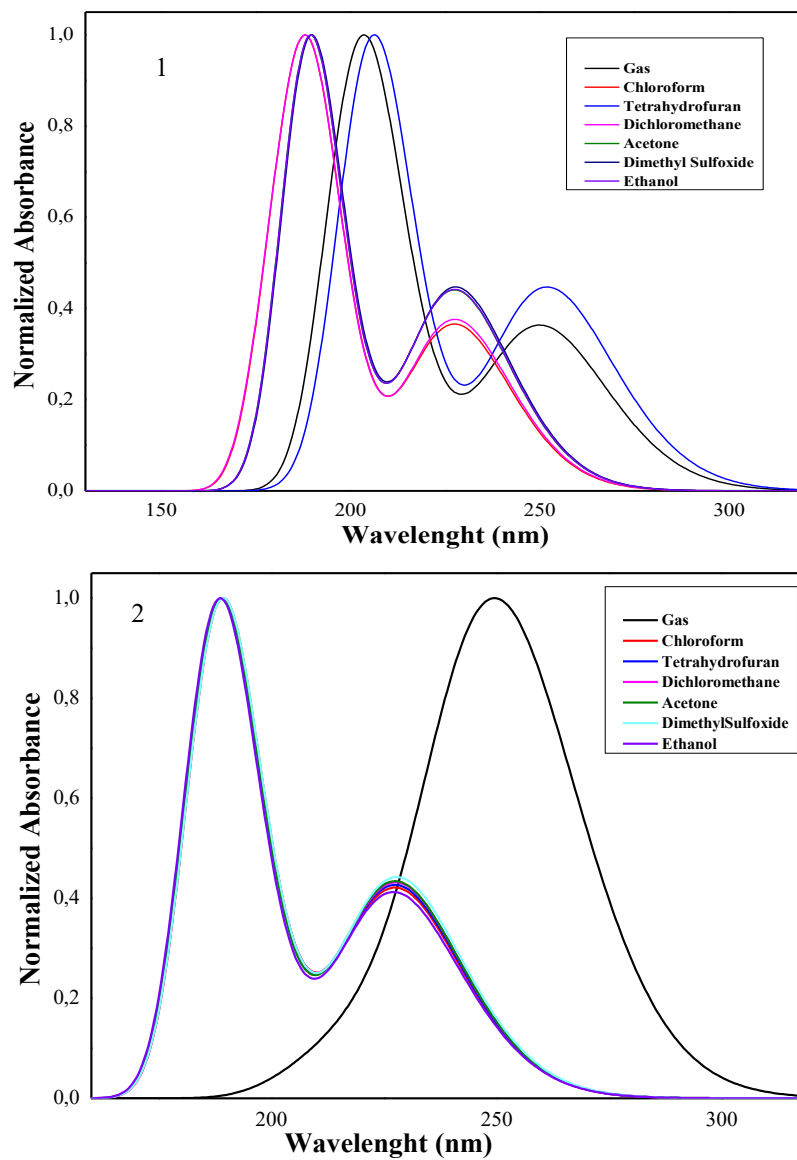 1
Normalized Absorbance
1,0
0,8
0,6
0,4
0,2
0,0
Gas
Chloroform
Tetrahydrofuran
Dichloromethane
Acetone
Dimethyl Sulfoxide
Ethanol
150
200
250
300
Wavelenght (nm)
2
Normalized Absorbance
1,0
0,8
0,6
0,4
0,2
0,0
Gas
Chloroform
Tetrahydrofuran
Dichloromethane
Acetone
DimethylSulfoxide
Ethanol
200
250
300
Wavelenght (nm)